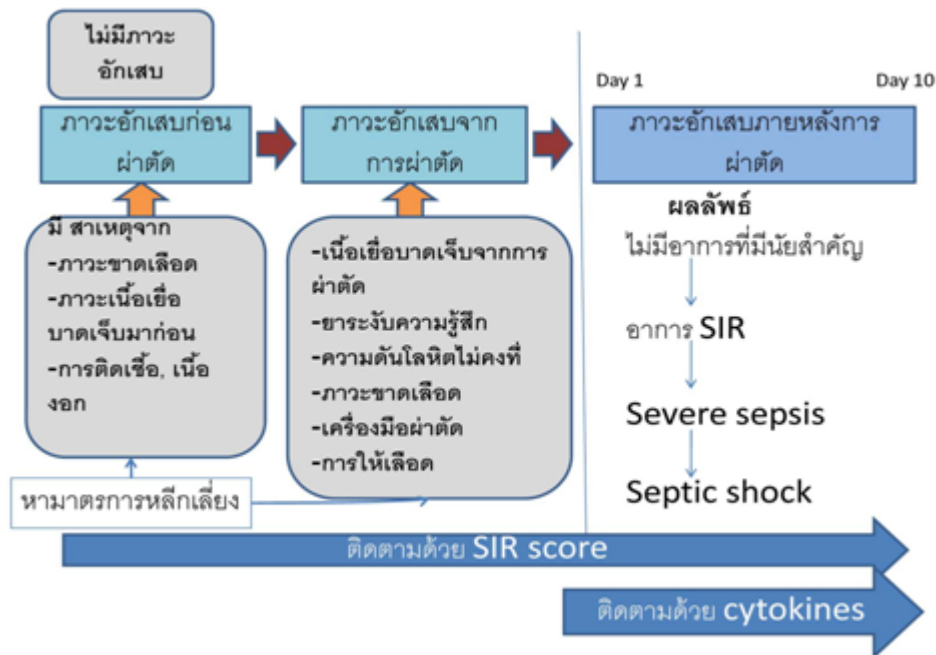 ไม่มีภาวะ
อักเสบ
Day 1
Day 10
ภาวะอักเสบก่อน
ผ่าตัด
ภาวะอักเสบจาก
การผ่าตัด
ภาวะอักเสบภายหลังการ
ผ่าตัด
มี สาเหตุจาก
-ภาวะขาดเลือด
-ภาวะเนื้อเยื่อ
บาดเจ็บมาก่อน
-การติดเชื้อ, เนื้อ
งอก
-เนื้อเยื่อบาดเจ็บจากการ
ผ่าตัด
-ยาระงับความรู้สึก
-ความดันโลหิตไม่คงที่
-ภาวะขาดเลือด
-เครื่องมือผ่าตัด
-การให้เลือด
ผลลัพธ์
ไม่มีอาการที่มีนัยสำคัญ
อาการ SIR
Severe sepsis
Septic shock
หามาตรการหลีกเลี่ยง
ติดตามด้วย SIR score
ติดตามด้วย cytokines